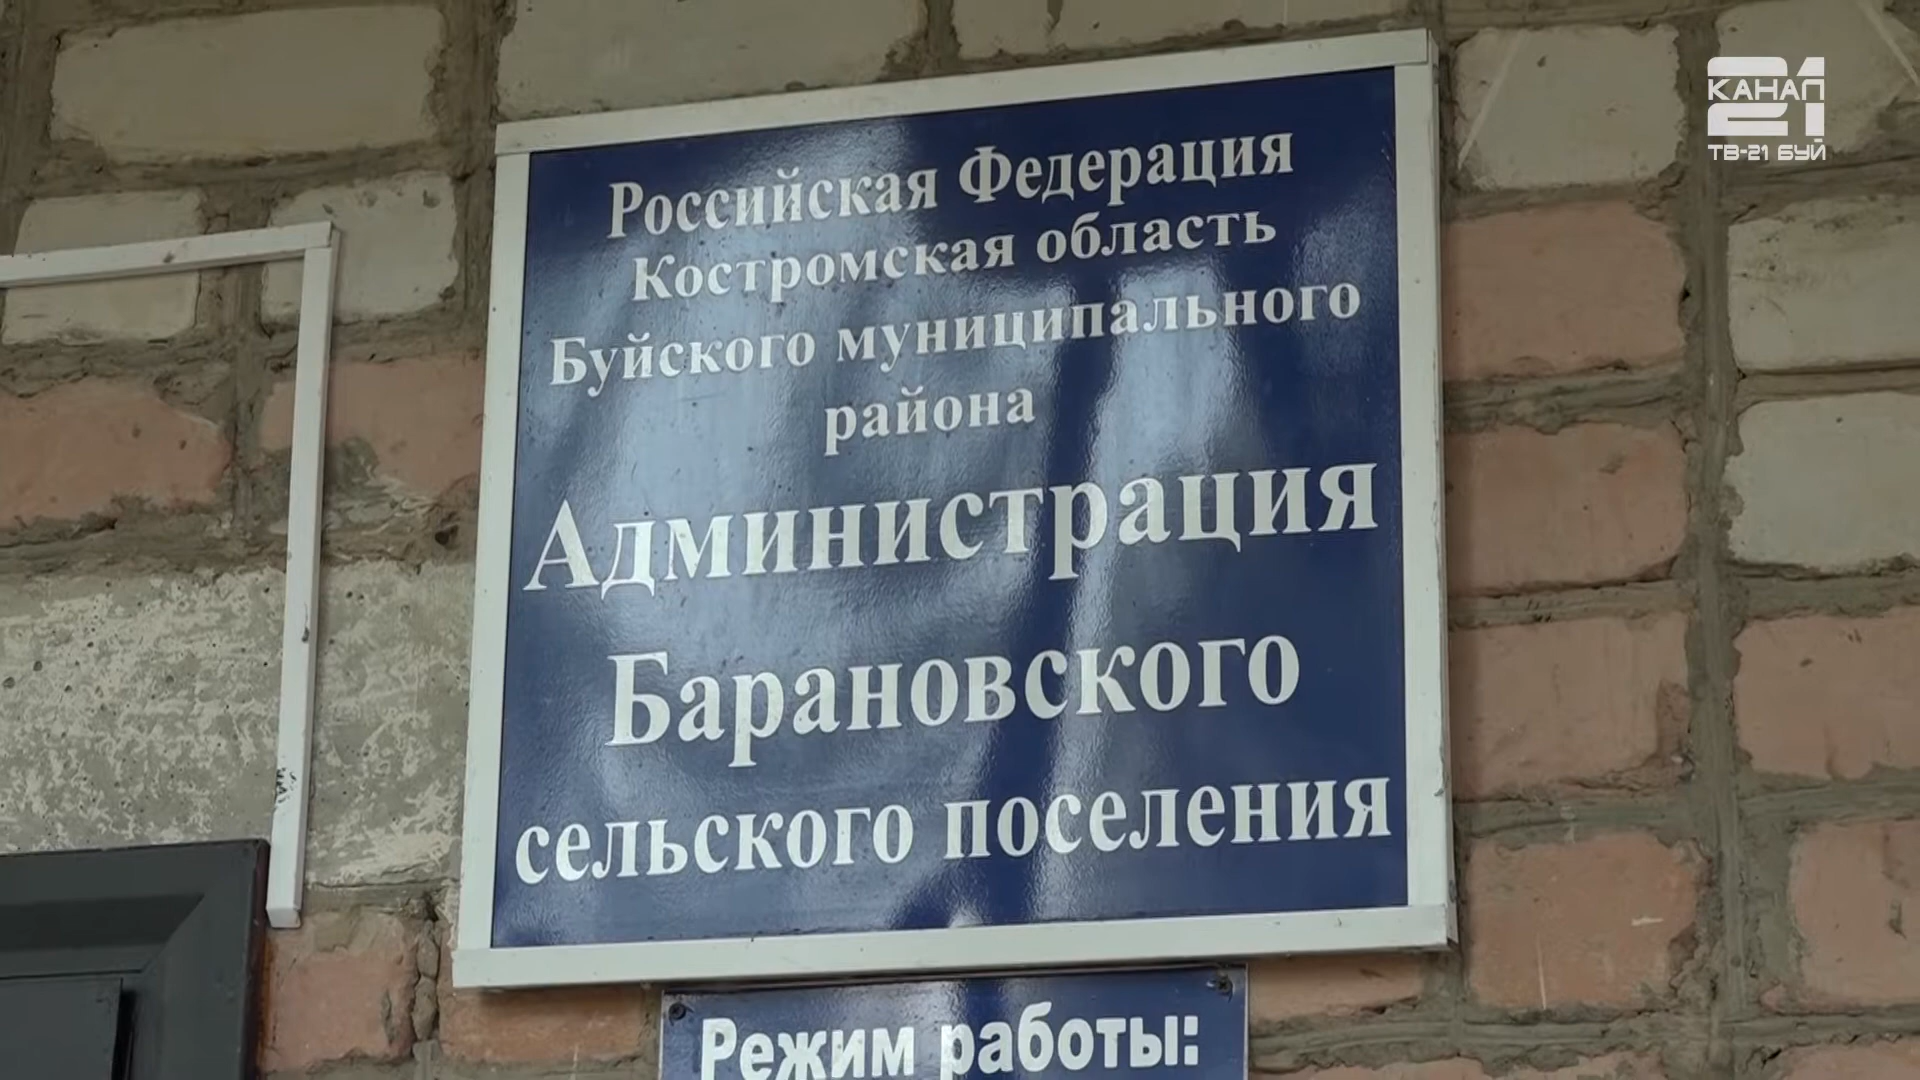 21
КАНАЛ
ТВ-21 БУЙ
Российская Федерация
Костромская область
Буйского муниципального
района
Администрация
Барановского
сельского поселения
Режим работы: